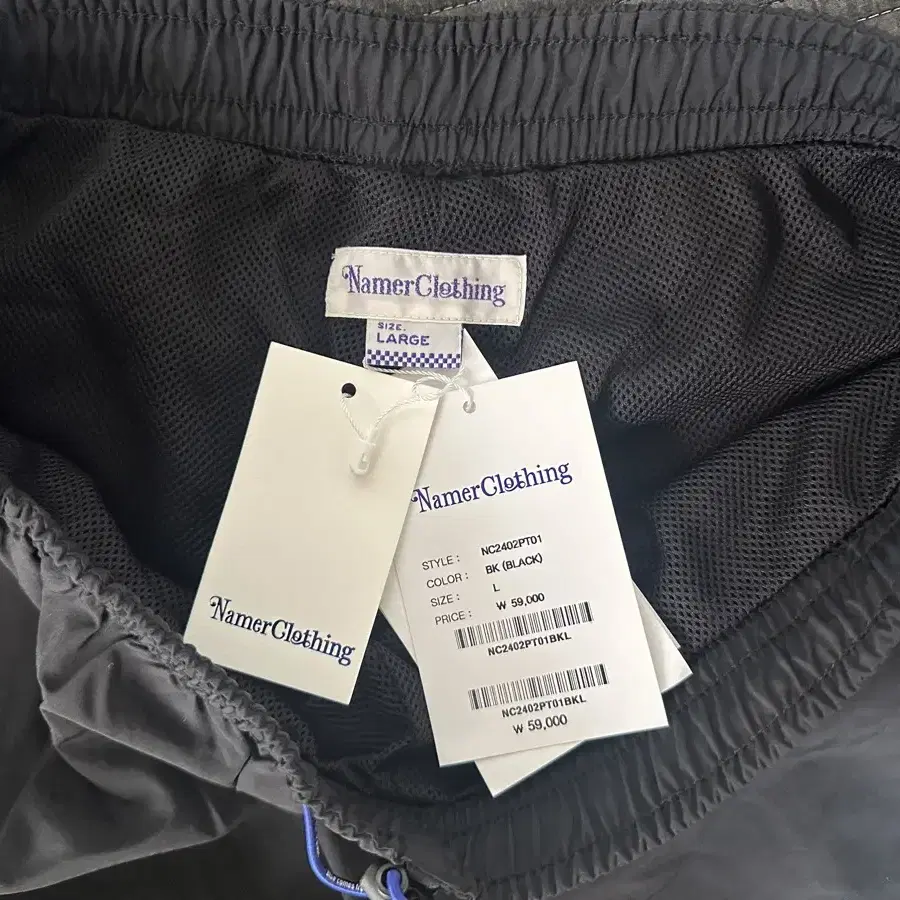 NamerClothing
SIZE.
LARGE
NamerClothing
NamerClothing
STYLE : NC2402PT01
COLOR : BK (BLACK)
SIZE : L
PRICE : ₩ 59,000
NC2402PT01BKL
NC2402PT01BKL
₩ 59,000